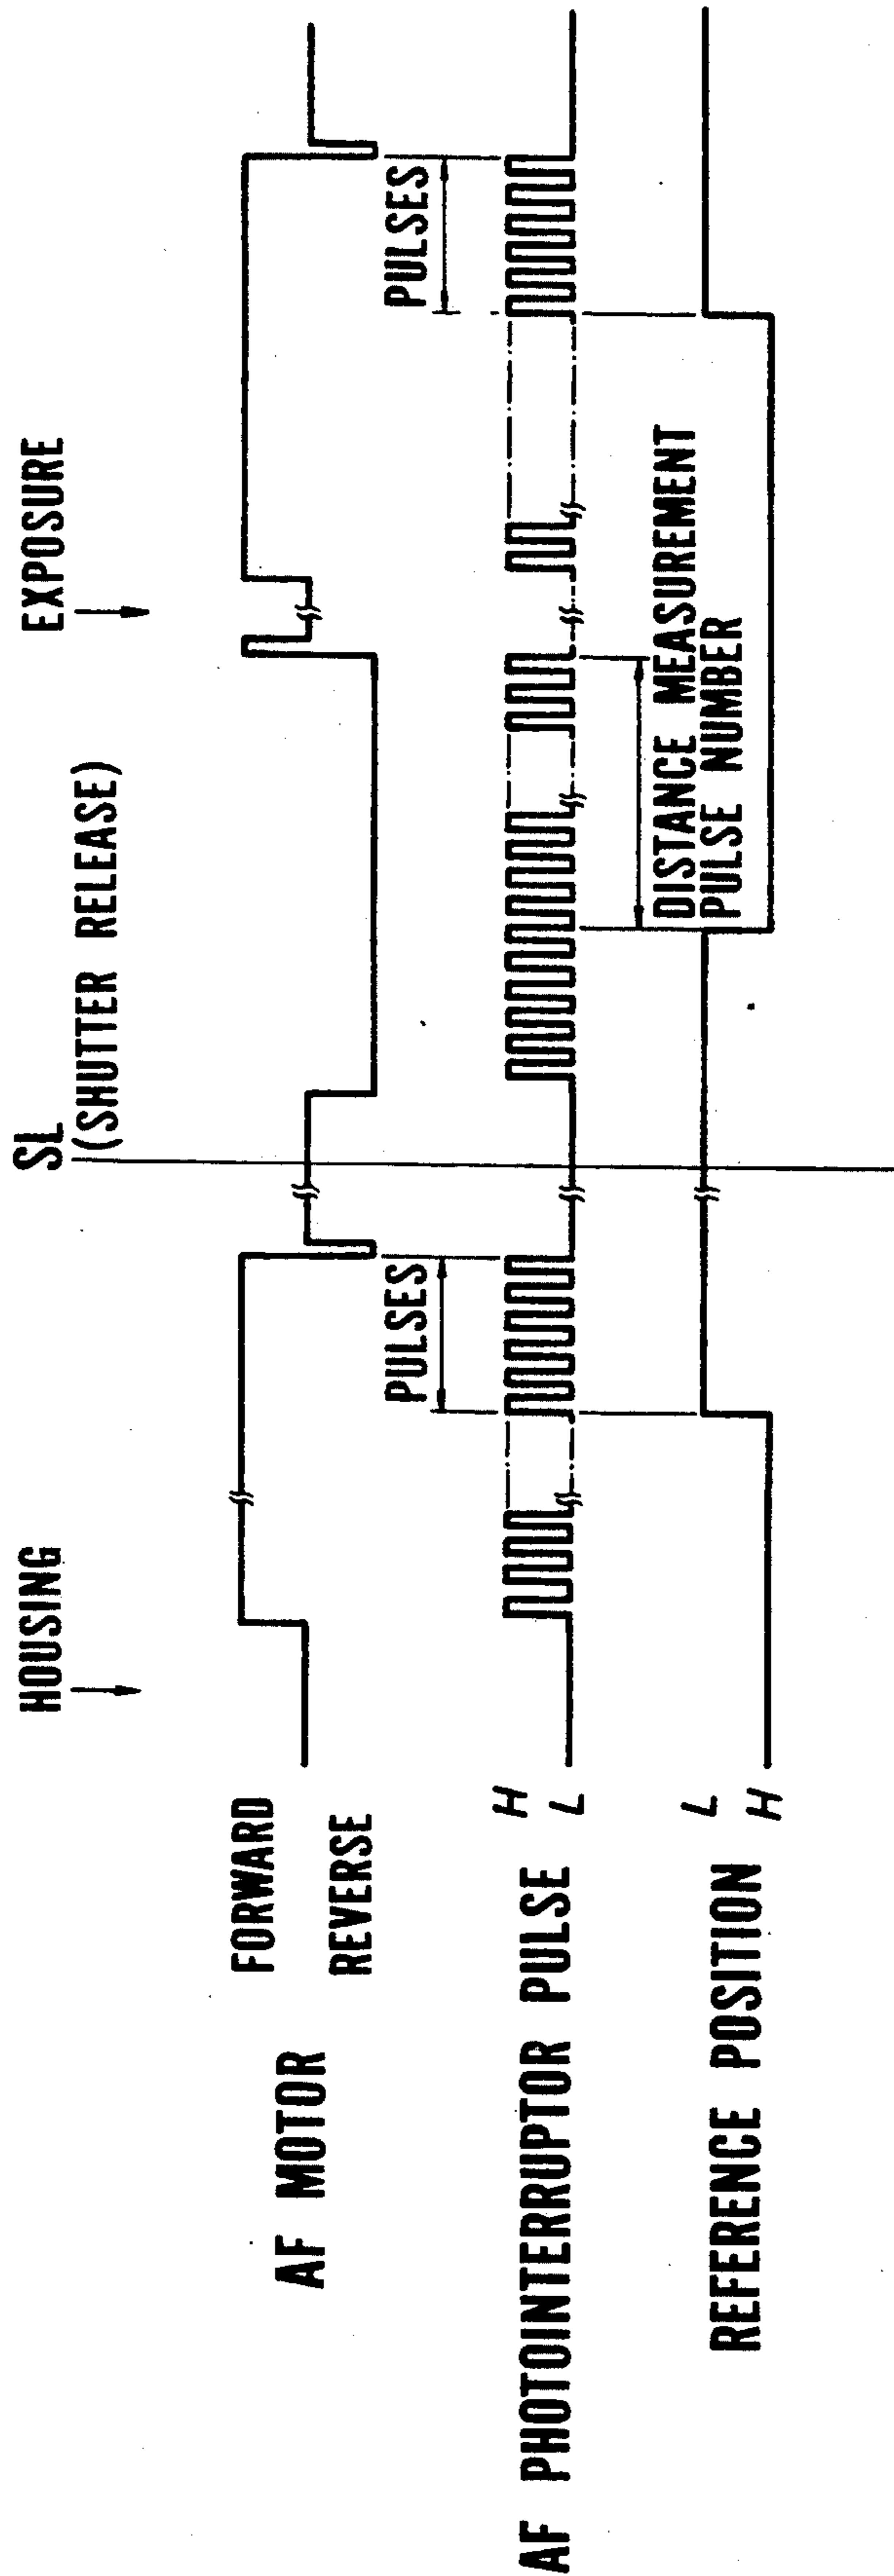 HOUSING
SL
(SHUTTER RELEASE)
EXPOSURE
AF MOTOR
FORWARD
REVERSE
PULSES
PULSES
AF PHOTOINTERRUPTOR PULSE
H
L
DISTANCE MEASUREMENT
PULSE NUMBER
REFERENCE POSITION
L
H